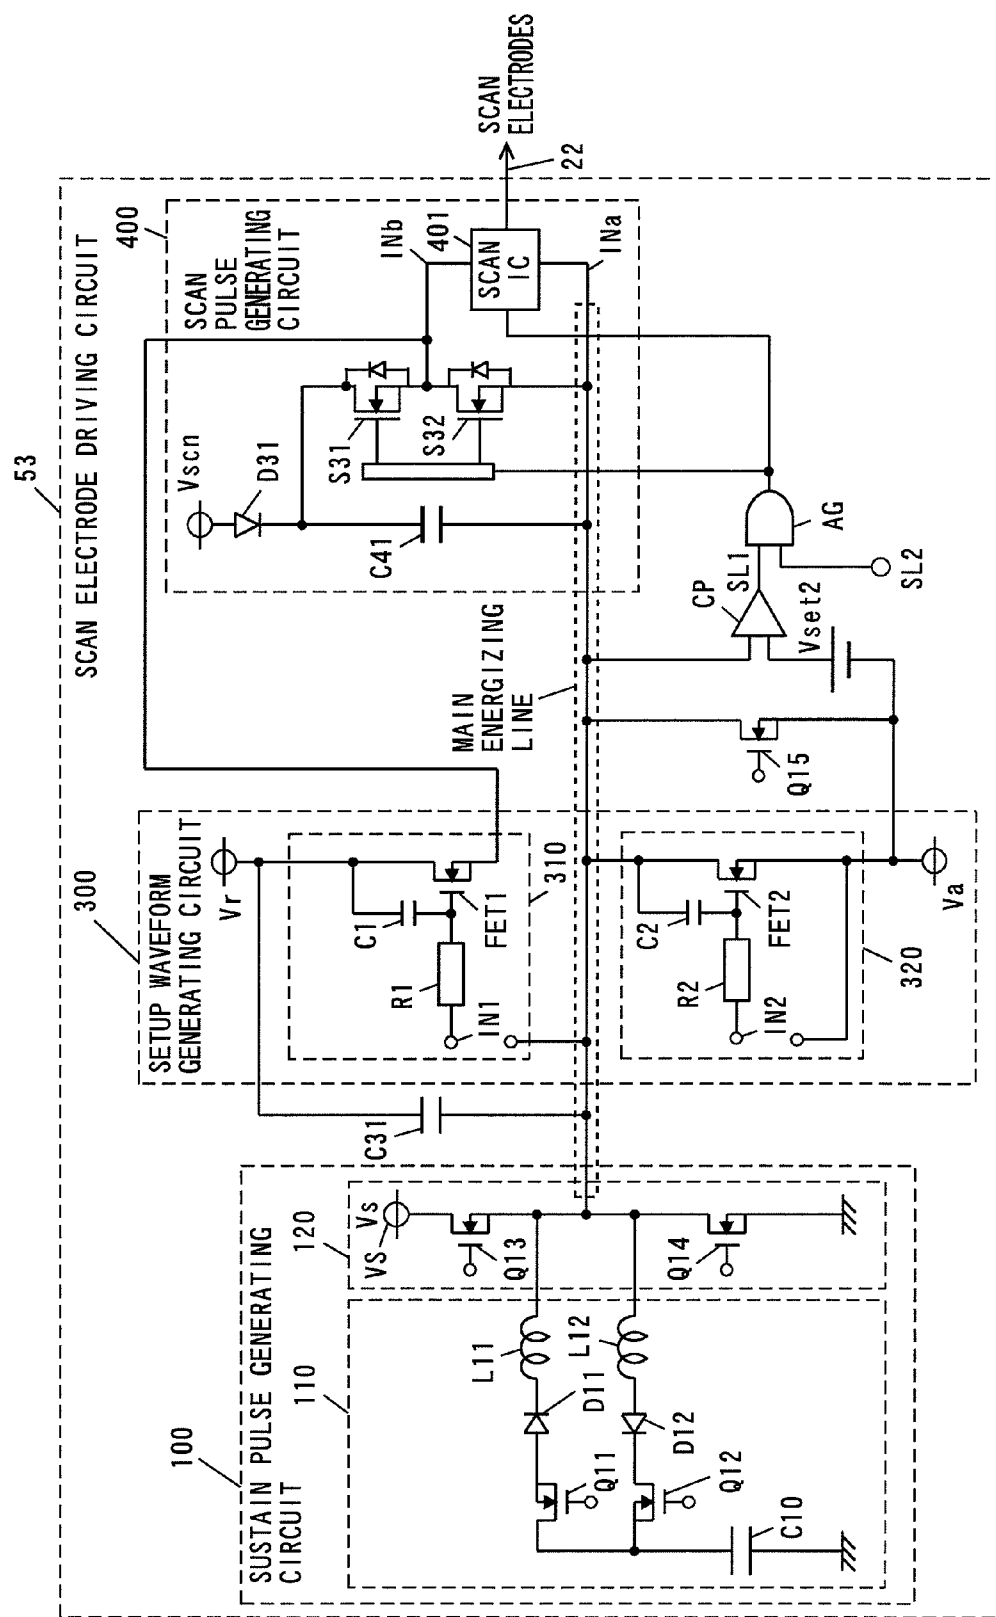 53
SCAN ELECTRODE DRIVING CIRCUIT
100
SUSTAIN PULSE GENERATING
CIRCUIT
110
Q11
D11
L11
Q12
D12
L12
C10
120
VS
Vs
Q13
Q14
C31
300
SETUP WAVEFORM
GENERATING CIRCUIT
Vr
C1
R1
FET1
IN1
310
C2
R2
FET2
IN2
320
Va
MAIN
ENERGIZING
LINE
Q15
Vset2
CP
SL1
SL2
AG
400
SCAN
PULSE
GENERATING
CIRCUIT
Vscn
D31
C41
S31
S32
INb
401
SCAN
IC
INa
22
SCAN
ELECTRODES